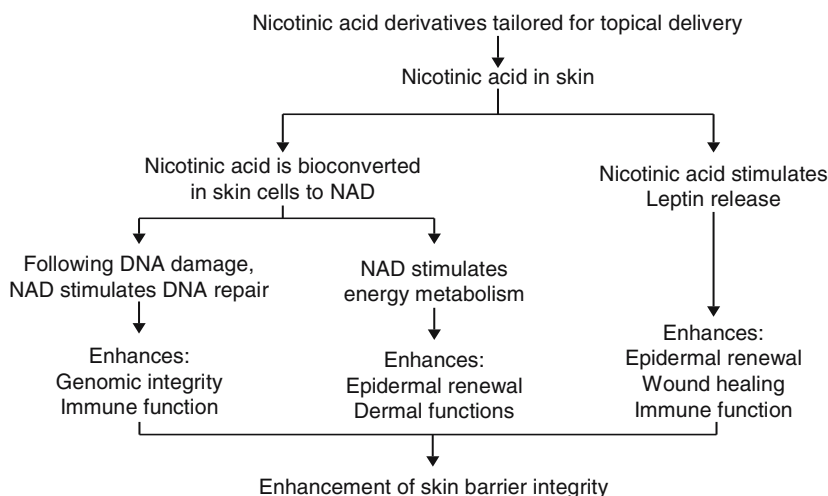 Nicotinic acid derivatives tailored for topical delivery
Nicotinic acid in skin
Nicotinic acid is bioconverted
in skin cells to NAD
Nicotinic acid stimulates
Leptin release
Following DNA damage,
NAD stimulates DNA repair
NAD stimulates
energy metabolism
Enhances:
Genomic integrity
Immune function
Enhances:
Epidermal renewal
Dermal functions
Enhances:
Epidermal renewal
Wound healing
Immune function
Enhancement of skin barrier integrity